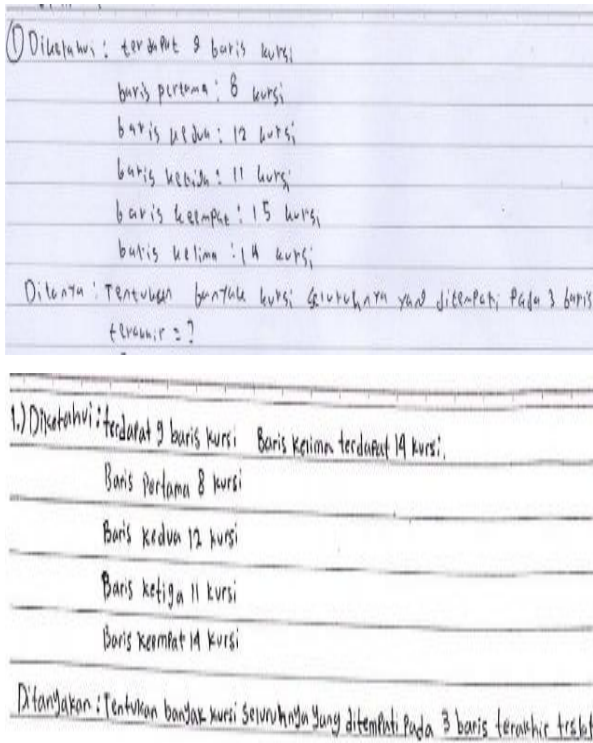 ① Diketahui : terdapat 9 baris kursi
baris pertama : 8 kursi
baris kedua : 12 kursi
baris ketiga : 11 kursi
baris keempat : 15 kursi
baris kelima : 14 kursi
Ditanya : Tentukan banyak kursi seluruhnya yang ditempati pada 3 baris
terakhir = ?
1.) Diketahui : terdapat 9 baris kursi Baris kelima terdapat 14 kursi.
Baris Pertama 8 kursi
Baris kedua 12 kursi
Baris ketiga 11 kursi
Baris keempat 14 kursi
Ditanyakan : Tentukan banyak kursi seluruhnya yang ditempati pada 3 baris terakhir